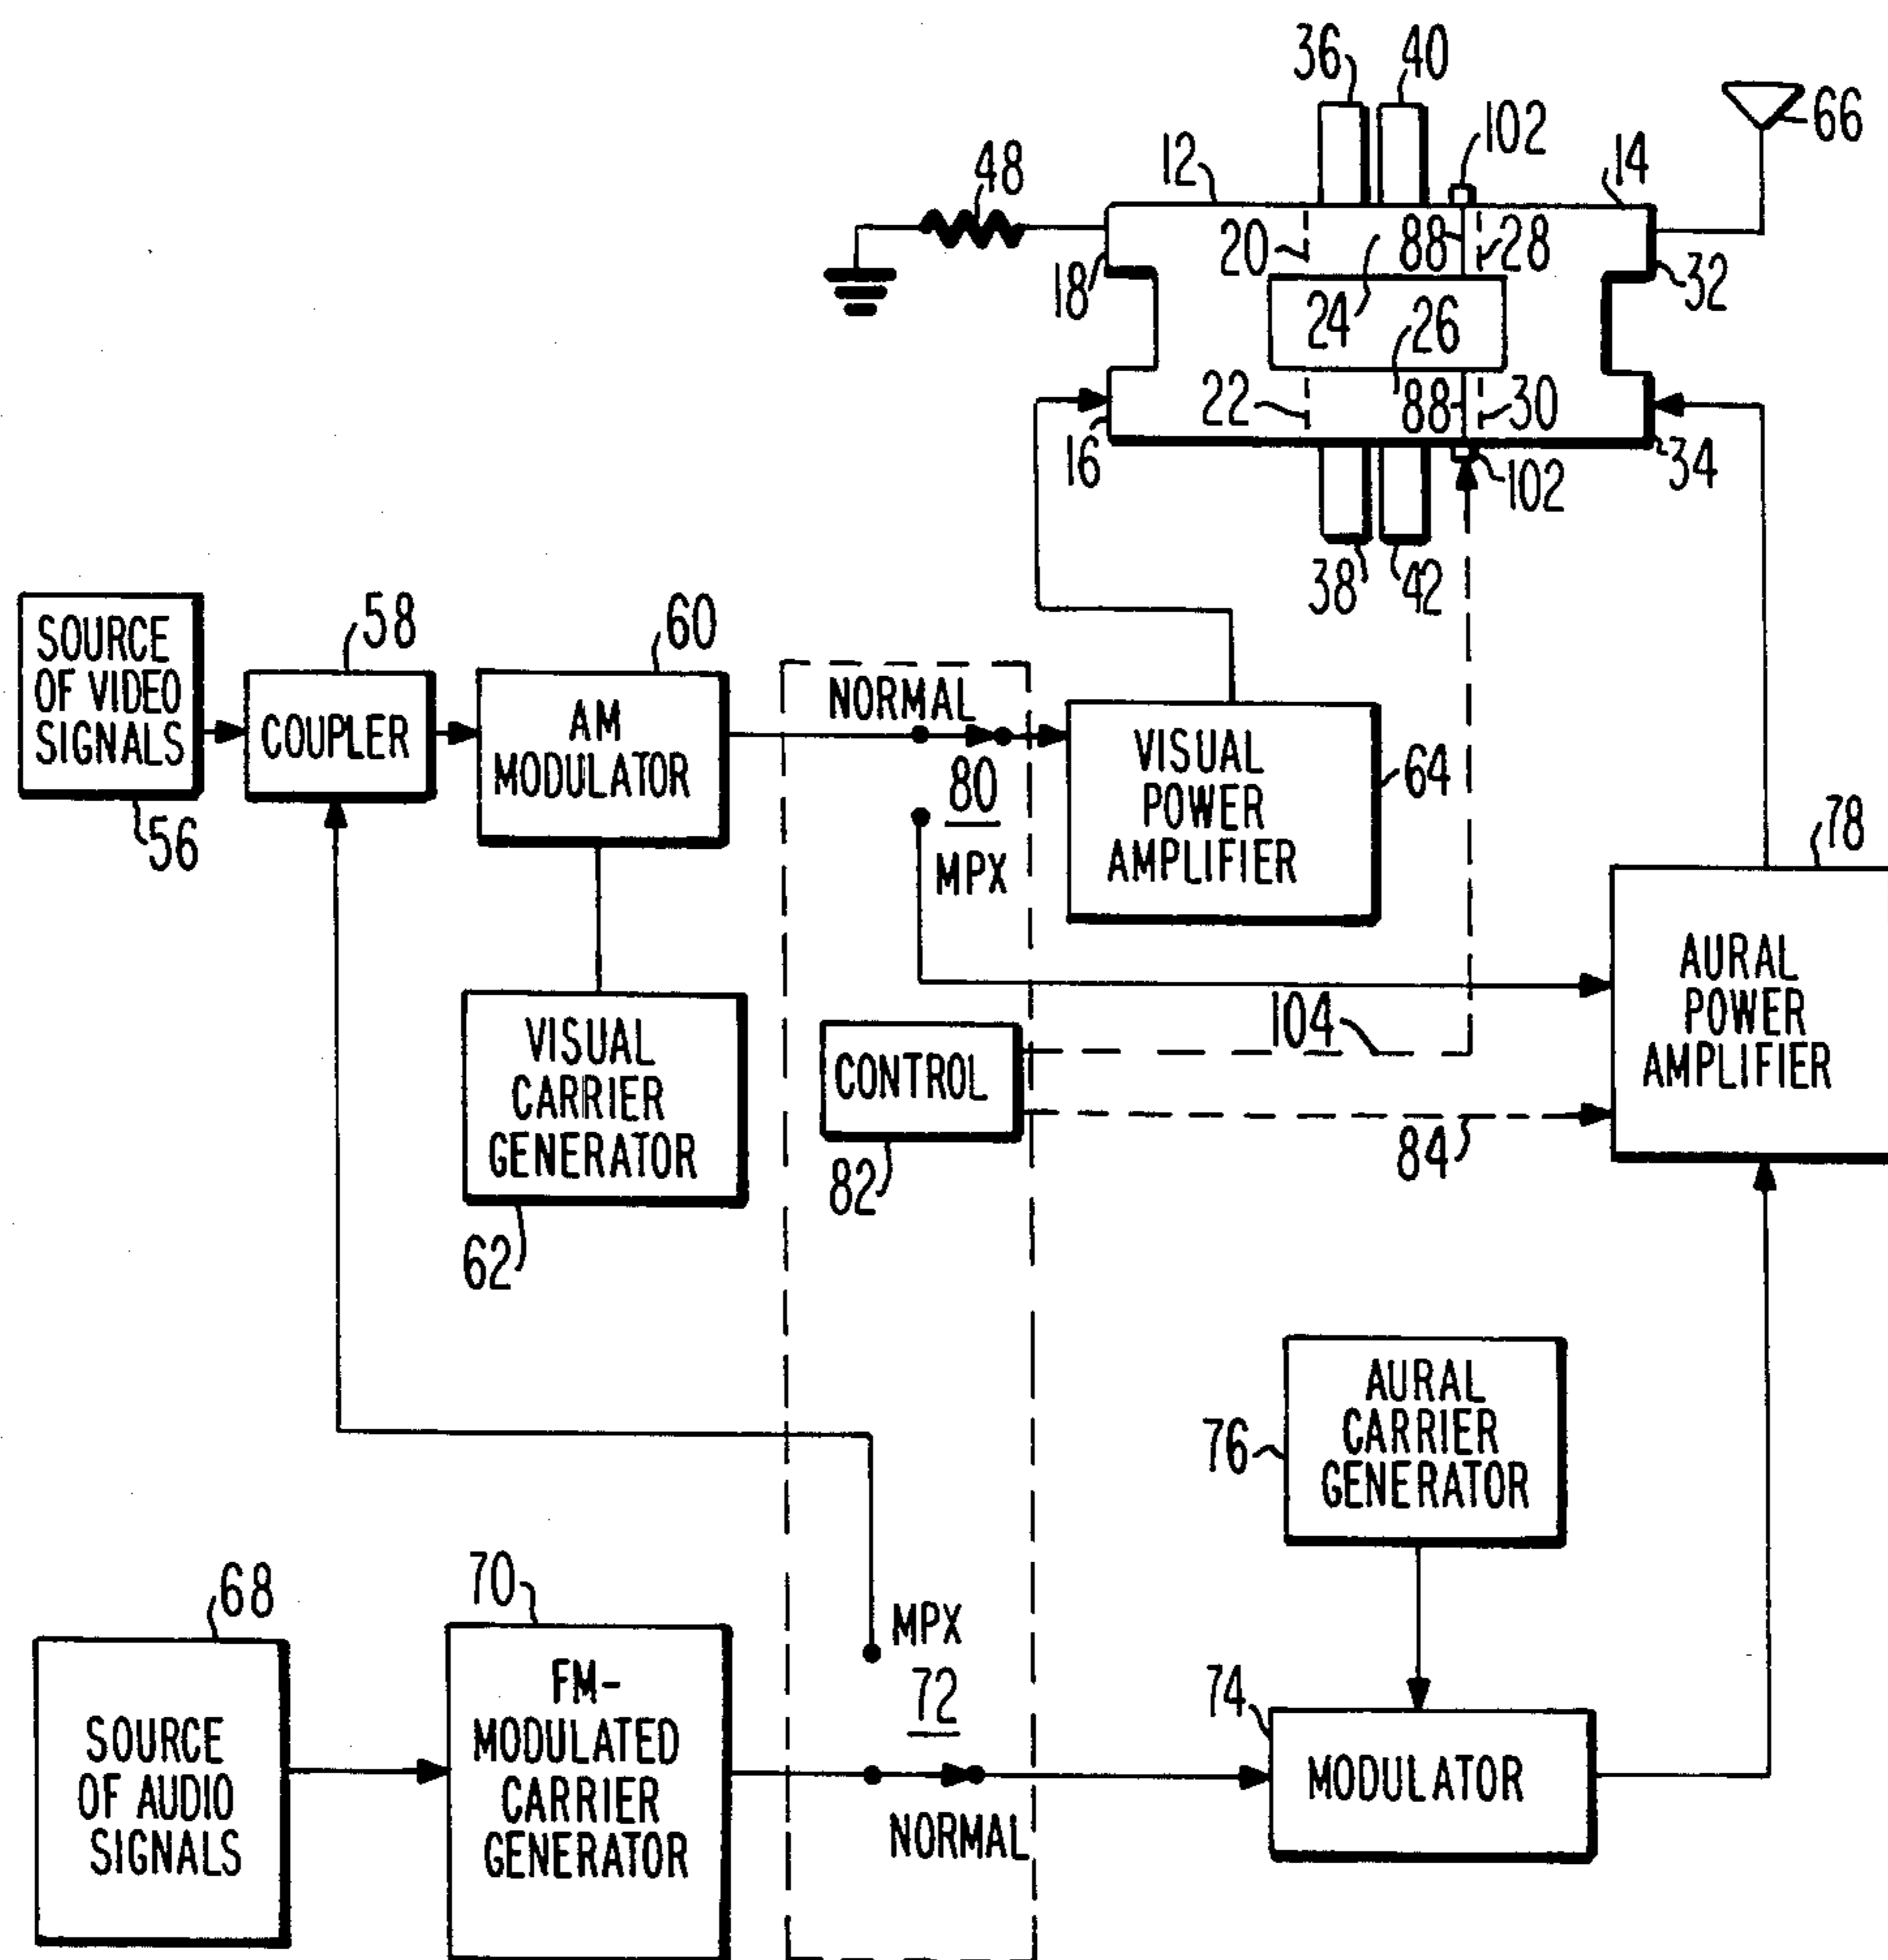 36
40
102
66
12
14
48
20
88
28
18
24
26
32
22
88
30
16
34
102
38
42
SOURCE
OF VIDEO
SIGNALS
56
58
COUPLER
60
AM
MODULATOR
NORMAL
80
MPX
VISUAL
POWER
AMPLIFIER
64
78
AURAL
POWER
AMPLIFIER
VISUAL
CARRIER
GENERATOR
62
CONTROL
82
104
84
AURAL
CARRIER
GENERATOR
76
68
SOURCE
OF AUDIO
SIGNALS
70
FM-
MODULATED
CARRIER
GENERATOR
MPX
72
NORMAL
74
MODULATOR